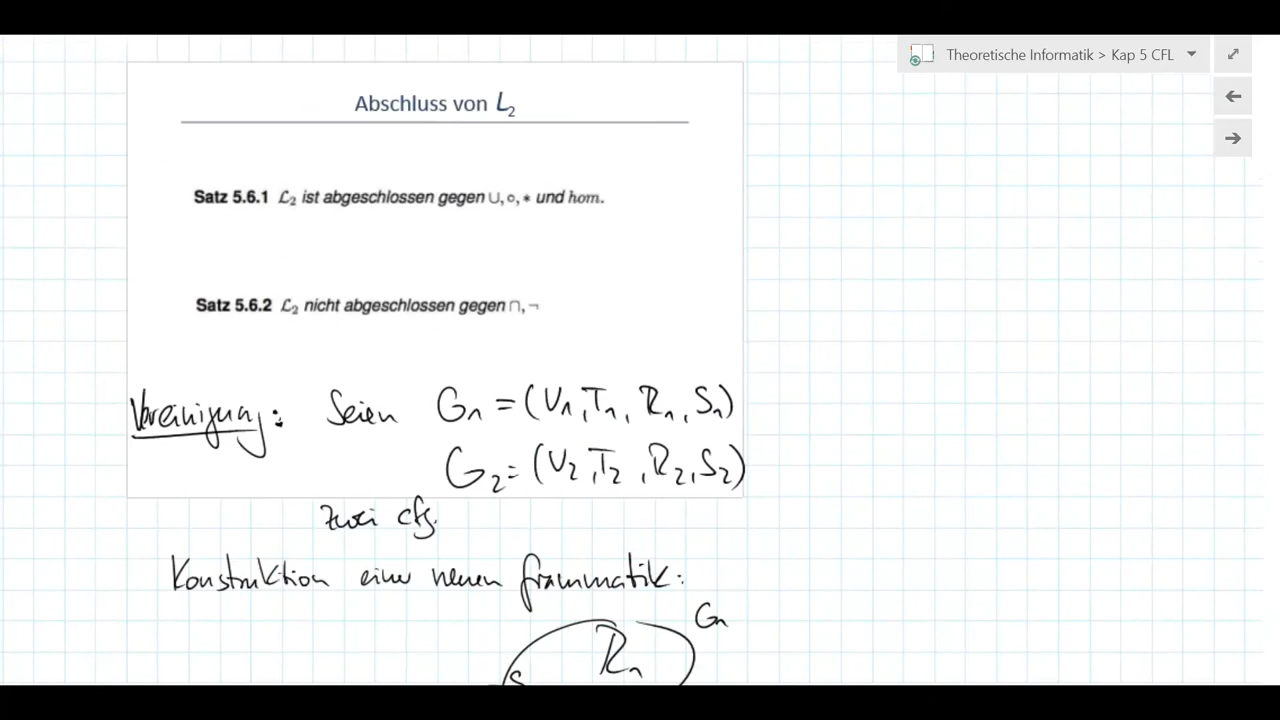 Theoretische Informatik > Kap 5 CFL
Abschluss von L₂
Satz 5.6.1 ℒ₂ ist abgeschlossen gegen ∪, ∘, * und hom.
Satz 5.6.2 ℒ₂ nicht abgeschlossen gegen ∩, ¬
Vereinigung: Seien G₁ = (V₁, T₁, R₁, S₁)
G₂ = (V₂, T₂, R₂, S₂)
zwei cfg.
Konstruktion einer neuen Grammatik:
G₁
R₁
S